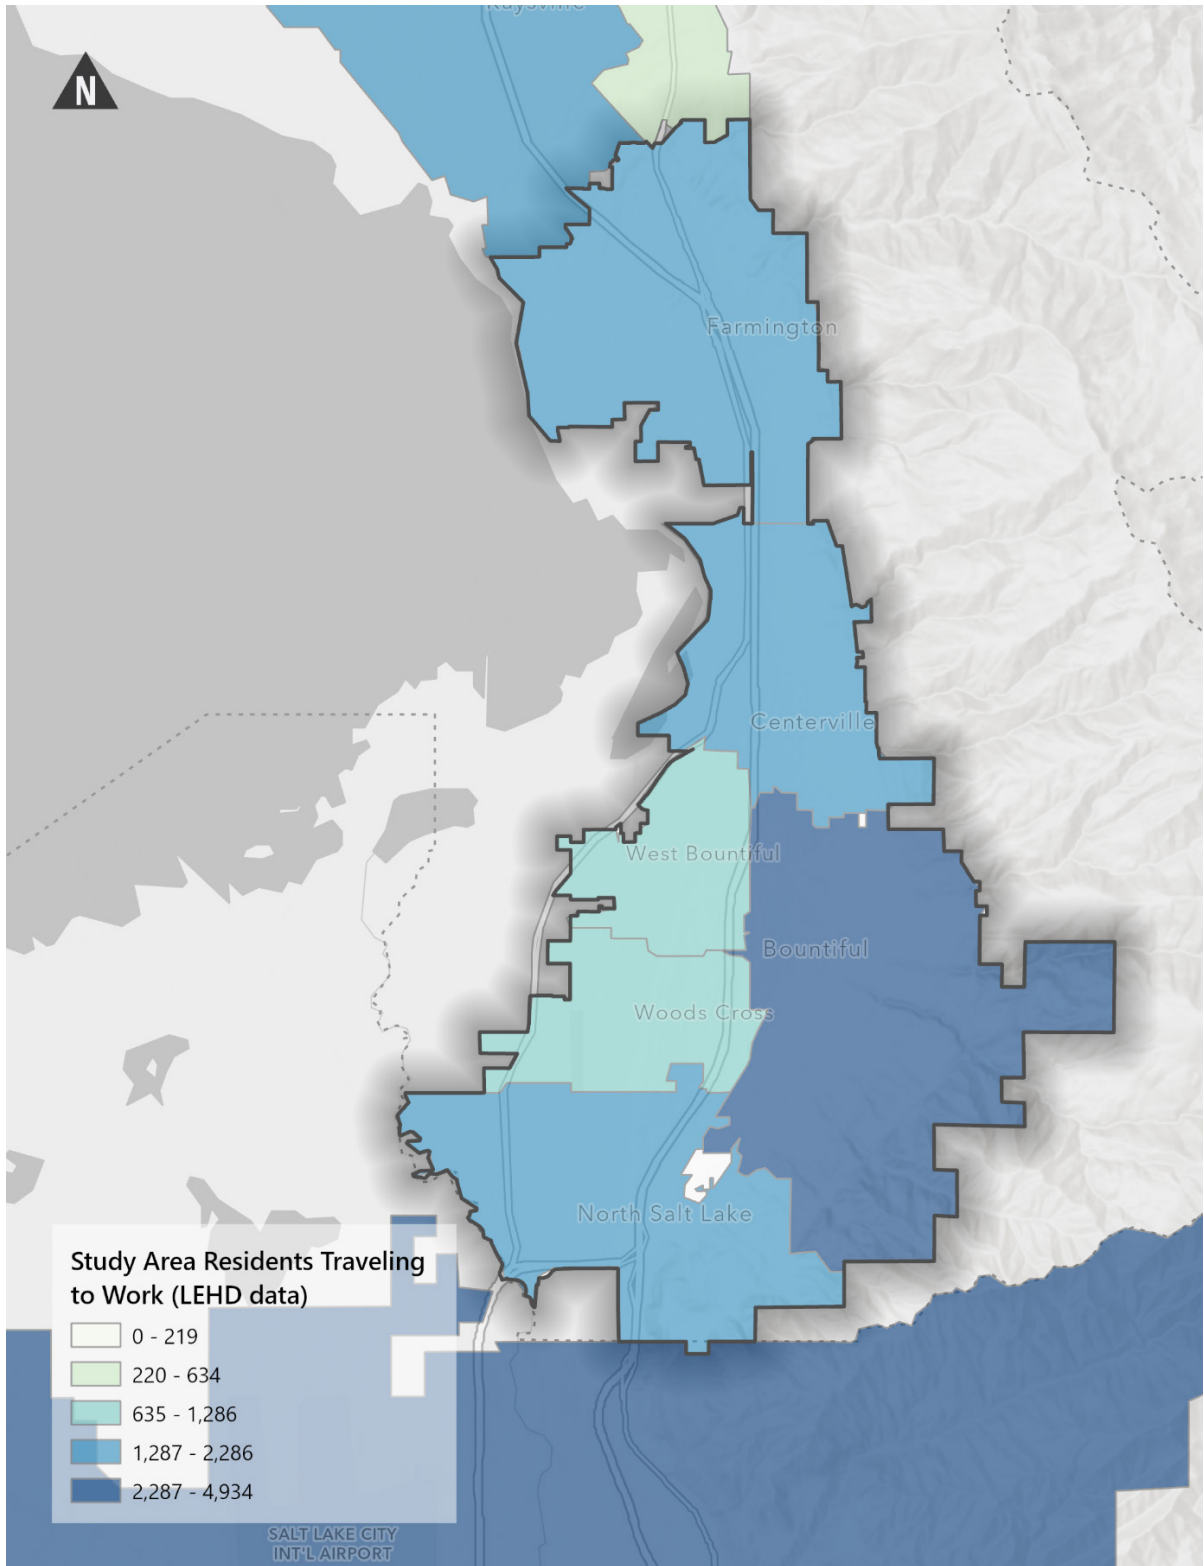 Kaysville
N
Farmington
Centerville
West Bountiful
Bountiful
Woods Cross
North Salt Lake
Study Area Residents Traveling
to Work (LEHD data)
0 - 219
220 - 634
635 - 1,286
1,287 - 2,286
2,287 - 4,934
SALT LAKE CITY
INT'L AIRPORT